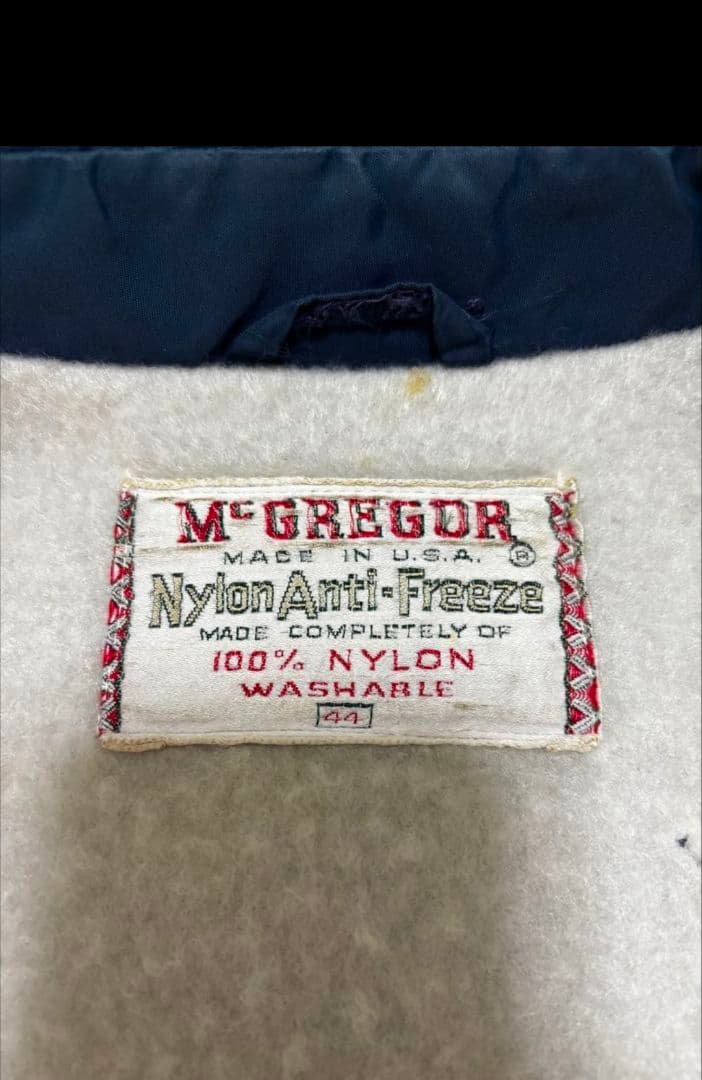 McGREGOR
MADE IN U.S.A. ®
Nylon Anti-Freeze
MADE COMPLETELY OF
100% NYLON
WASHABLE
44